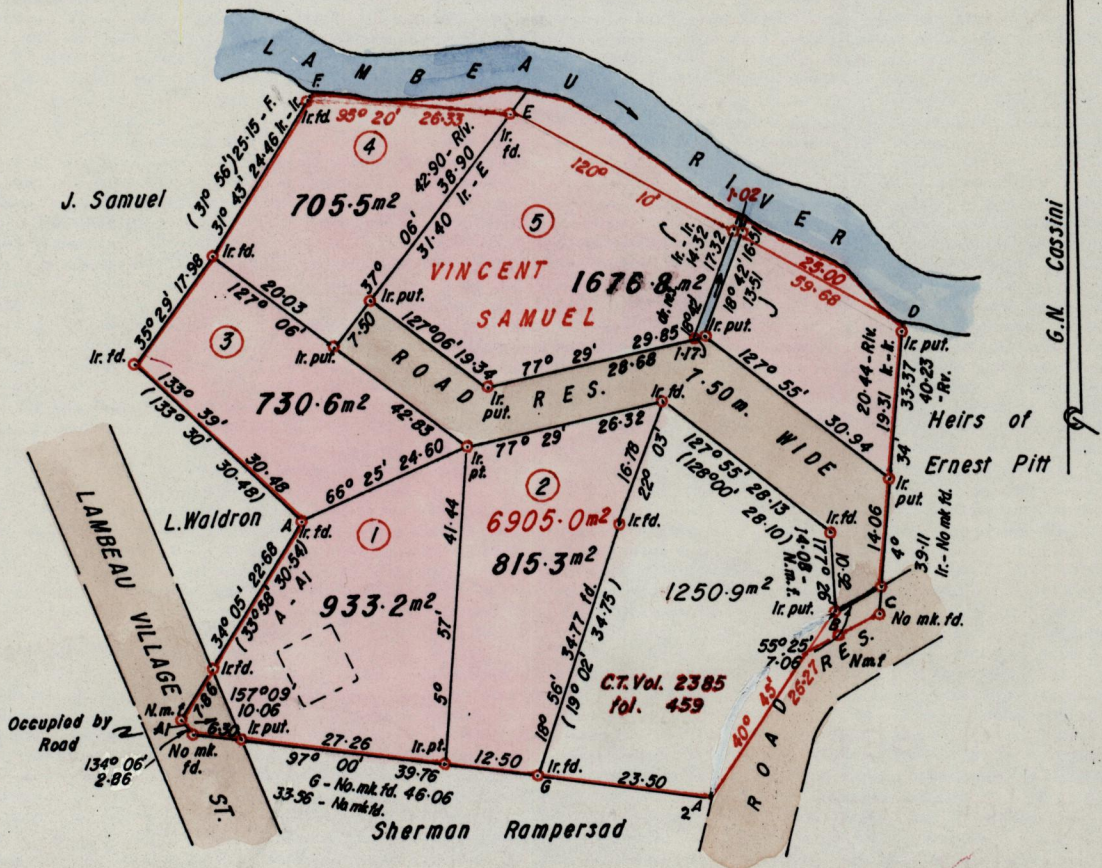 LAMBEAU RIVER
F.
Ir.fd.
95° 20' 26·33
E
Ir. fd.
(31° 56') 25·15 - F.
31° 43' 24·46 Ir.-Ir.
J. Samuel
④
705·5m2
42·90 - Riv.
38·90
Ir. - E
37° 06' 31·40
⑤
VINCENT
SAMUEL
1676·8m2
120° 10'
1·02
Ir. - Ir.
14·32
17·32
18° 42' 16·51
13·51
25·00
59·68
D
Ir. put.
Ir. fd.
35° 29' 17·98
20·03
127° 06'
Ir. put.
7·50
Ir. put.
127°06' 19·34
Ir. put.
77° 29' 29·85
28·68
1·17
Ir. put.
ROAD RES. 7·50 m. WIDE
127° 55' 30·94
20·44 - Riv.
19·31 Ir. - Ir.
33·37
40·23 - Rv.
Heirs of
Ernest Pitt
G.N. Cassini
Ir. fd.
③
730·6m2
42·83
Ir. pt.
77° 29' 26·32
133° 39'
(133° 30'
30·48
30·48)
66° 25' 24·60
L.Waldron
A
Ir. fd.
①
933·2m2
41·44
5° 57'
②
6905·0m2
815·3m2
16·78
22° 03'
Ir.fd.
127° 55' 28·13
(128°00' 28·10)
Ir.fd.
10·26
177° 26'
14·08 - N.m.f.
Ir. put.
Ir. put.
14·06
4° 34'
39·11
Ir. - No mk fd.
B
C
No mk. fd.
1250·9m2
34·77 fd.
34·75)
18° 56'
(19° 02'
C.T. Vol. 2385
fol. 459
55° 25'
7·06
N.m.f
40° 45' 26·27
ROAD RES.
34° 05' 22·68
(33°58' 30·54)
A - A1
Ir.fd.
7·86
N.m.f.
A1
157°09'
10·06
Ir. put.
6·30
LAMBEAU VILLAGE ST.
Occupied by
Road
134° 06'
2·86
No mk.
fd.
27·26
97° 00'
39·76
Ir.pt.
12·50
Ir.fd.
G
23·50
2A
G - No.mk.fd. 46·06
33·56 - No mk.fd.
Sherman Rampersad